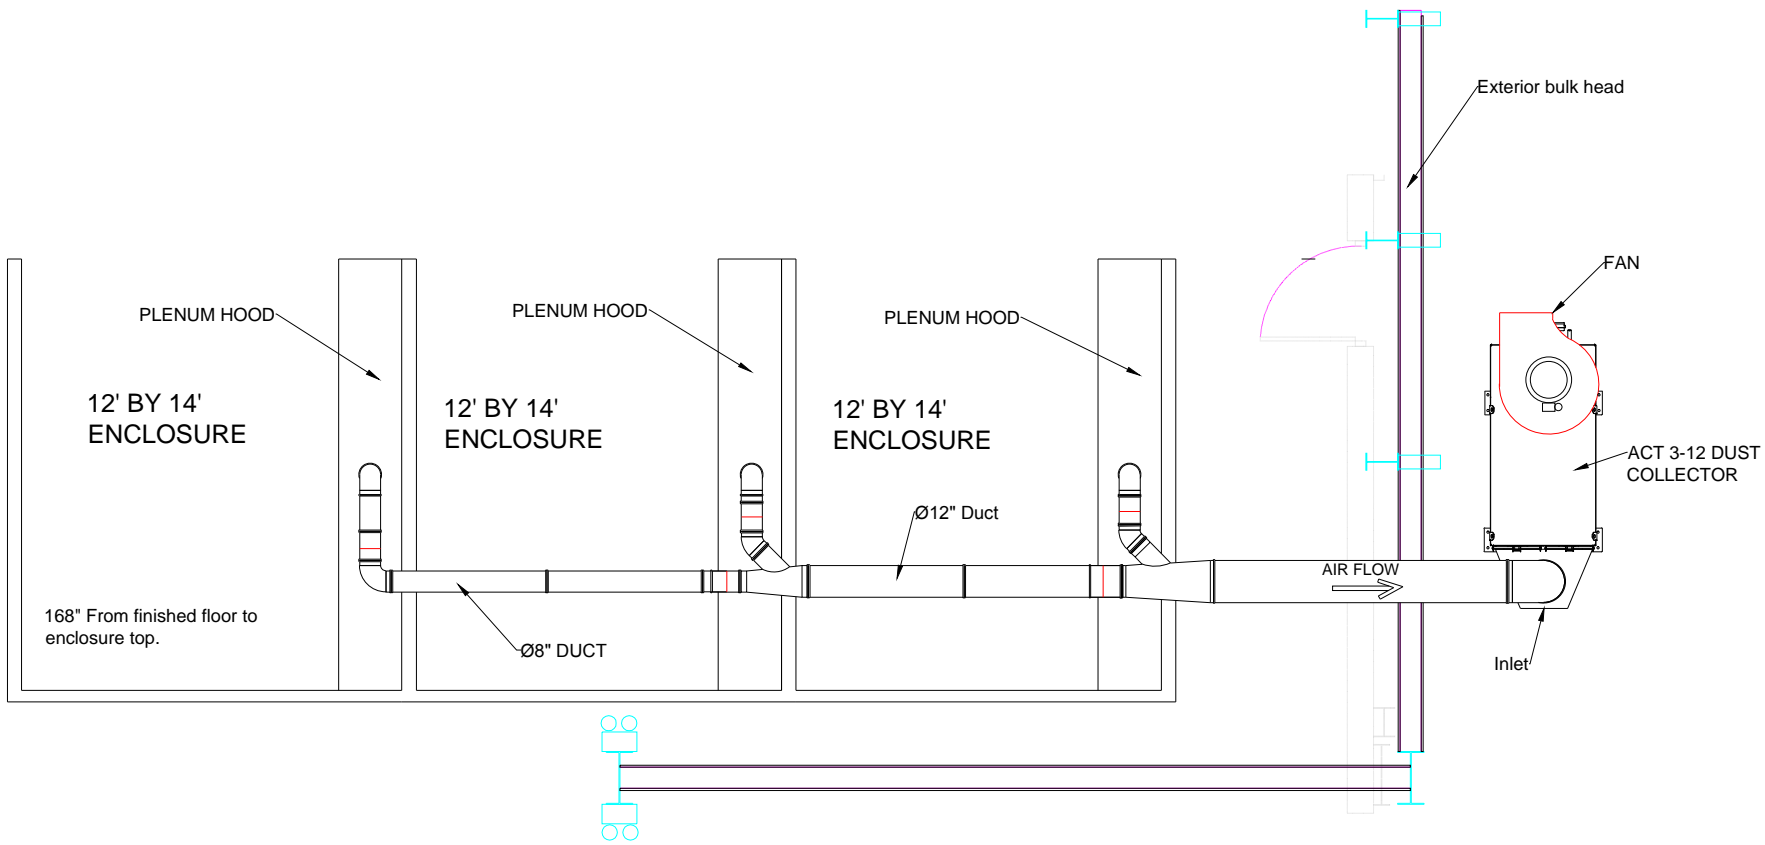 Exterior bulk head
FAN
PLENUM HOOD
PLENUM HOOD
PLENUM HOOD
12' BY 14'
ENCLOSURE
12' BY 14'
ENCLOSURE
12' BY 14'
ENCLOSURE
ACT 3-12 DUST
COLLECTOR
Ø12" Duct
AIR FLOW
168" From finished floor to
enclosure top.
Ø8" DUCT
Inlet